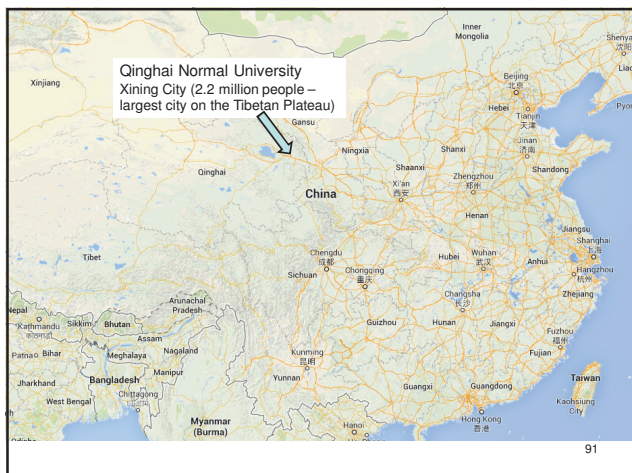 Inner
Mongolia
Shenya
沈阳
Liao
Qinghai Normal University
Xining City (2.2 million people –
largest city on the Tibetan Plateau)
Xinjiang
Beijing
北京
Pyon
Gansu
Hebei
Tianjin
天津
Ningxia
Shanxi
Jinan
济南
Qinghai
Shaanxi
Shandong
Zhengzhou
郑州
Xi'an
西安
China
Henan
Jiangsu
Shanghai
上海
Tibet
Chengdu
成都
Hubei
Wuhan
武汉
Anhui
Hangzhou
杭州
Sichuan
Chongqing
重庆
Zhejiang
Arunachal
Pradesh
Changsha
长沙
Nepal
Kathmandu
Sikkim
Bhutan
Assam
Guizhou
Hunan
Jiangxi
Fuzhou
福州
Patna
Bihar
Nagaland
Meghalaya
Kunming
昆明
Fujian
Manipur
Jharkhand
Bangladesh
Yunnan
Guangxi
Guangdong
Taiwan
West Bengal
Chittagong
Kaohsiung
City
Hong Kong
香港
Myanmar
(Burma)
Hanoi
91